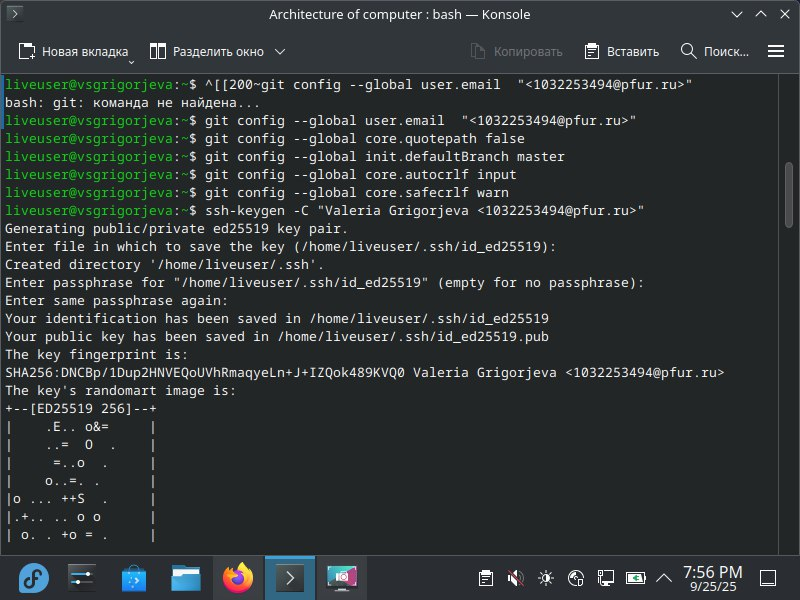 Architecture of computer : bash — Konsole
Новая вкладка
Разделить окно
Копировать
Вставить
Поиск...
liveuser@vsgrigorjeva:~$ ^[[200~git config --global user.email  "<1032253494@pfur.ru>"
bash: git: команда не найдена...
liveuser@vsgrigorjeva:~$ git config --global user.email  "<1032253494@pfur.ru>"
liveuser@vsgrigorjeva:~$ git config --global core.quotepath false
liveuser@vsgrigorjeva:~$ git config --global init.defaultBranch master
liveuser@vsgrigorjeva:~$ git config --global core.autocrlf input
liveuser@vsgrigorjeva:~$ git config --global core.safecrlf warn
liveuser@vsgrigorjeva:~$ ssh-keygen -C "Valeria Grigorjeva <1032253494@pfur.ru>"
Generating public/private ed25519 key pair.
Enter file in which to save the key (/home/liveuser/.ssh/id_ed25519):
Created directory '/home/liveuser/.ssh'.
Enter passphrase for "/home/liveuser/.ssh/id_ed25519" (empty for no passphrase):
Enter same passphrase again:
Your identification has been saved in /home/liveuser/.ssh/id_ed25519
Your public key has been saved in /home/liveuser/.ssh/id_ed25519.pub
The key fingerprint is:
SHA256:DNCBp/1Dup2HNVEQoUVhRmaqyeLn+J+IZQok489KVQ0 Valeria Grigorjeva <1032253494@pfur.ru>
The key's randomart image is:
+--[ED25519 256]--+
|    .E.. o&=     |
|    ..=  O  .    |
|     =..o  .     |
|    o..=. .      |
|o ... ++S  .     |
|.+.. .. o o      |
| o. . +o = .     |
7:56 PM
9/25/25